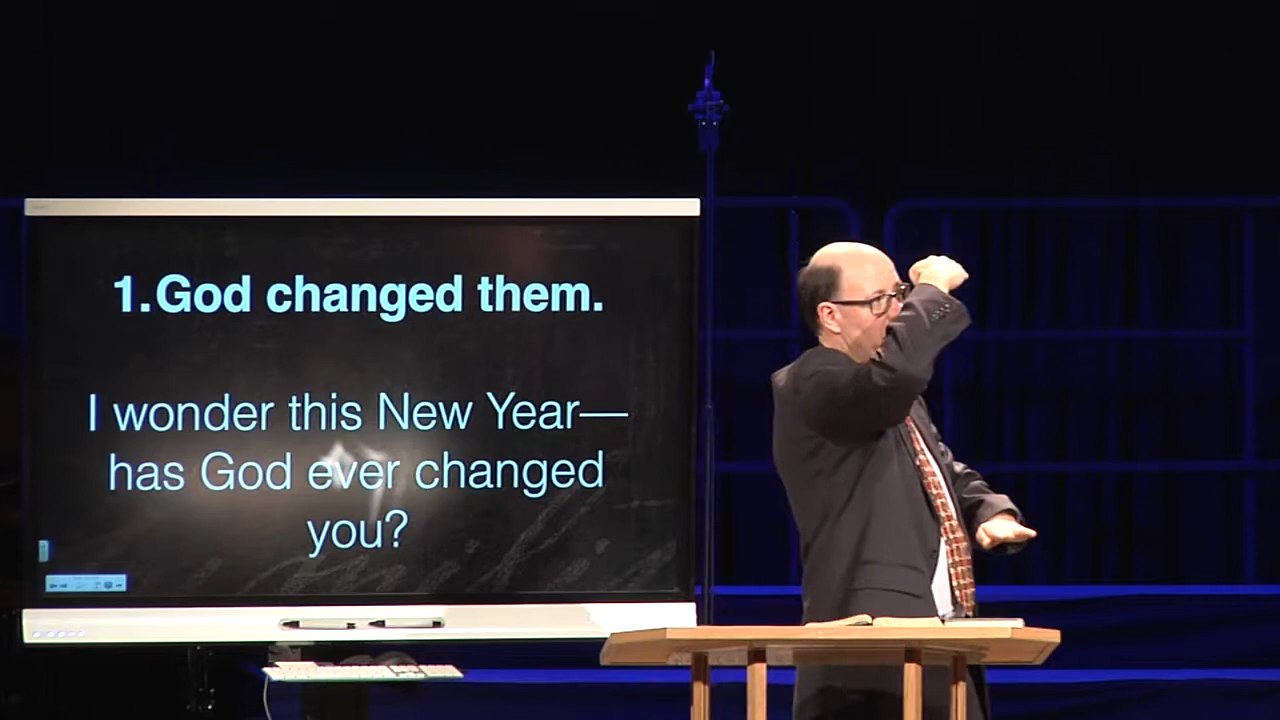 1.God changed them.
I wonder this New Year—
has God ever changed
you?